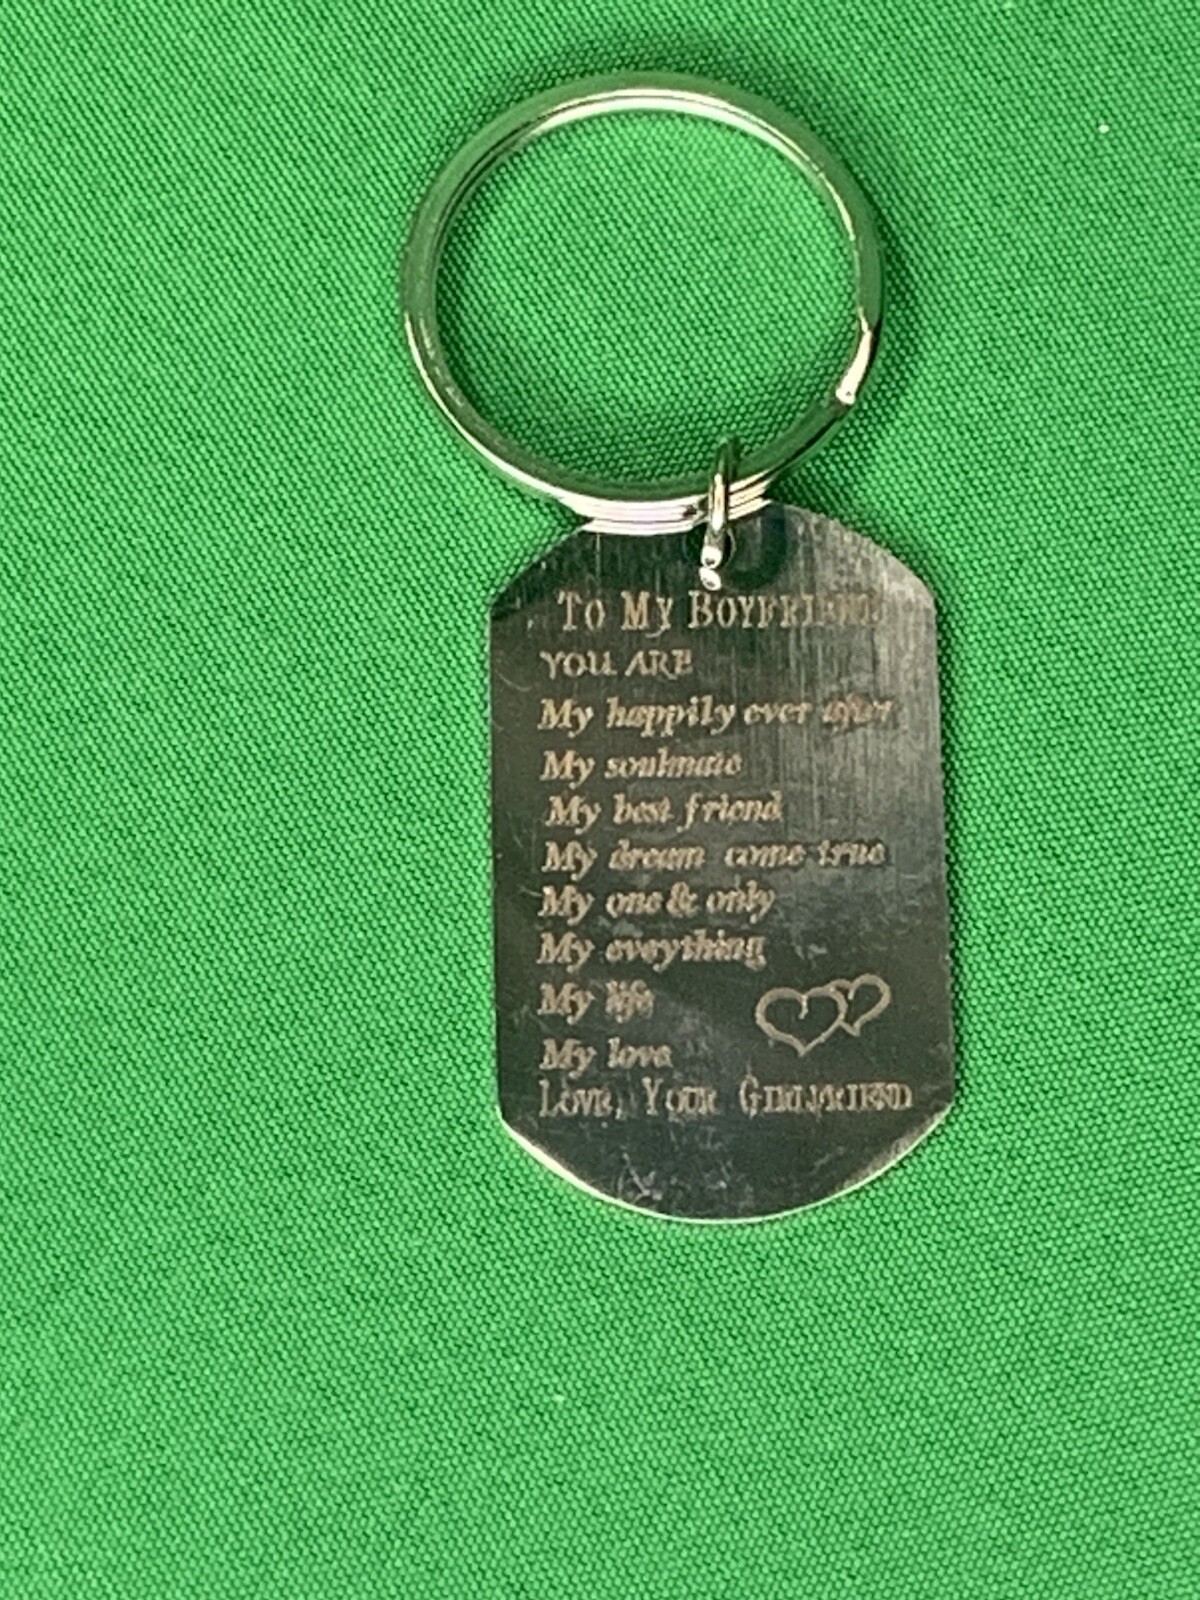 To My Boyfriend
YOU ARE
My happily ever after
My soulmate
My best friend
My dream come true
My one & only
My eveything
My life
My love
Love, Your Girlfriend